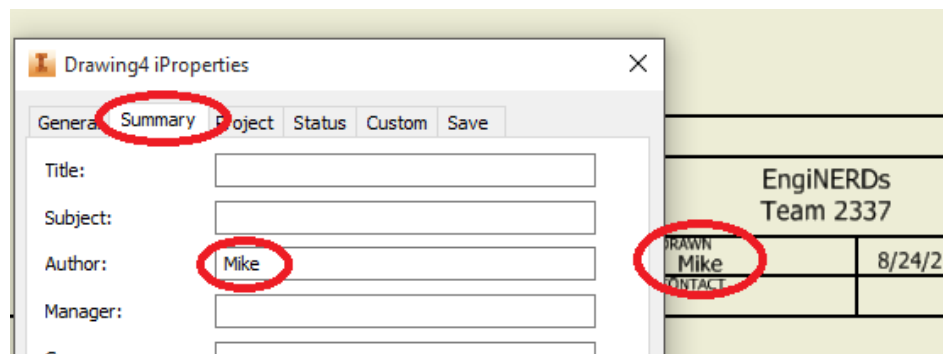 Drawing4 iProperties
General Summary Project Status Custom Save
Title:
Subject:
Author: Mike
Manager:
EngiNERDs
Team 2337
DRAWN
Mike
8/24/2
CONTACT